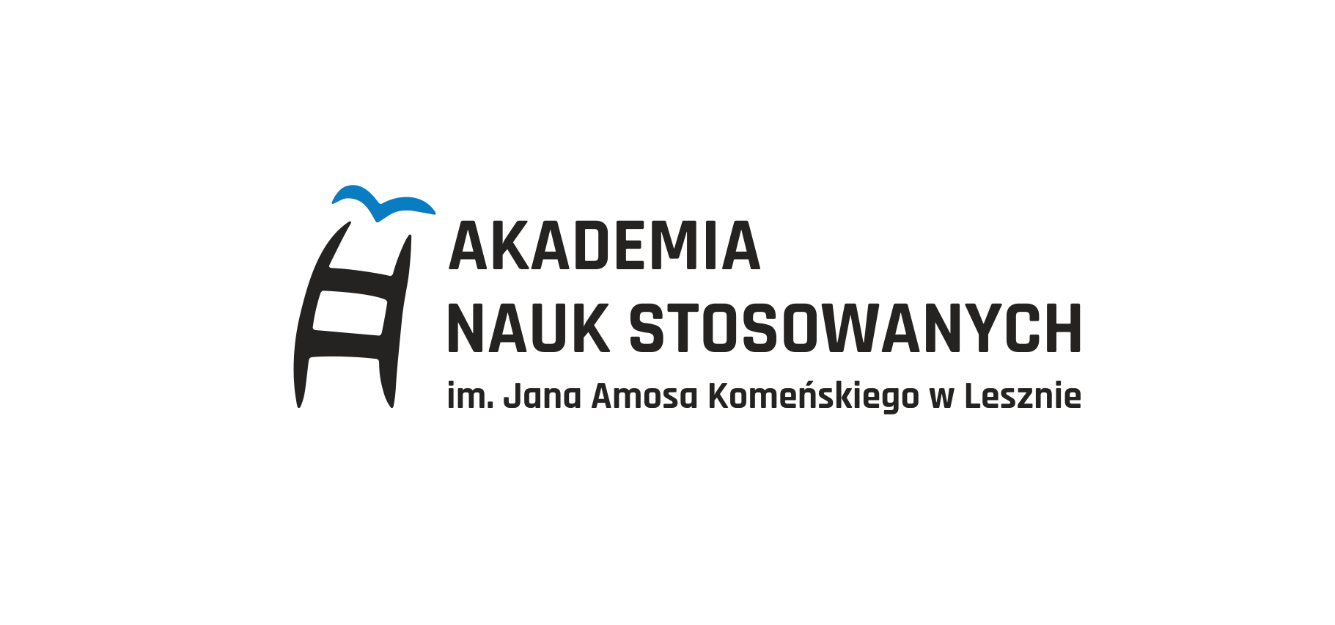 AKADEMIA
NAUK STOSOWANYCH
im. Jana Amosa Komeńskiego w Lesznie